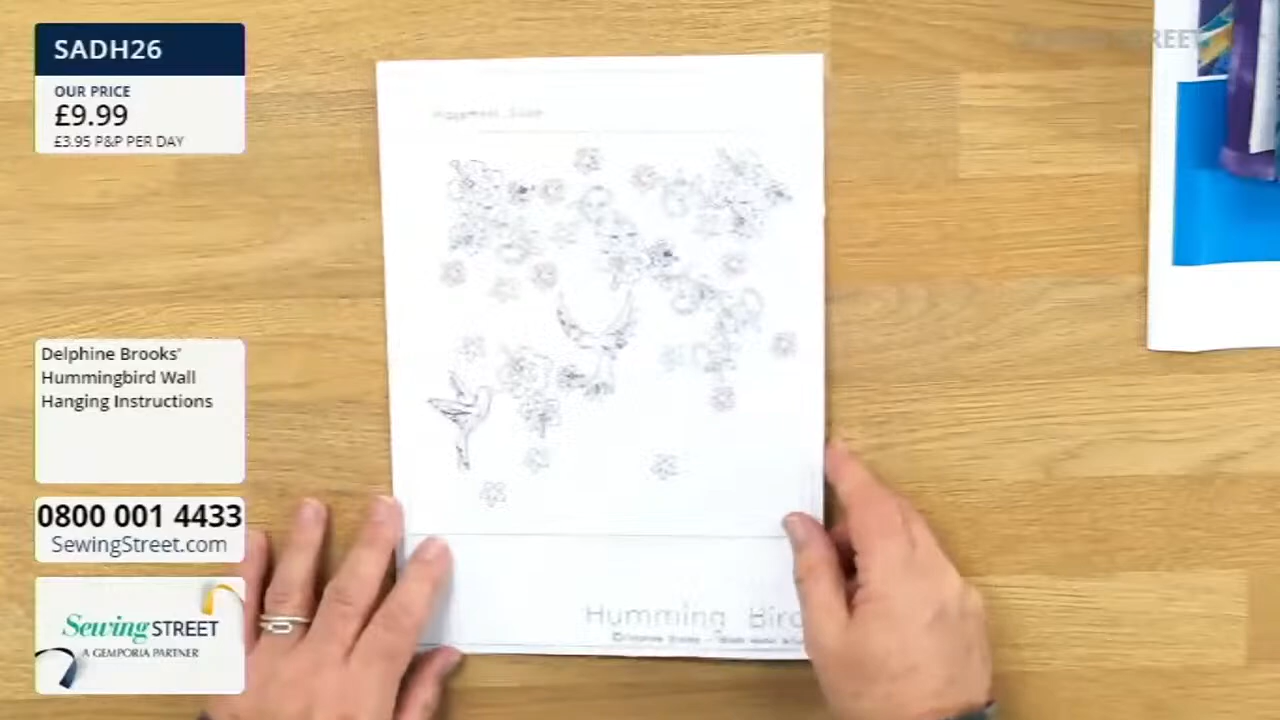 SADH26
OUR PRICE
£9.99
£3.95 P&P PER DAY
Delphine Brooks'
Hummingbird Wall
Hanging Instructions
0800 001 4433
SewingStreet.com
Sewing STREET
A GEMPORIA PARTNER
Humming Bird